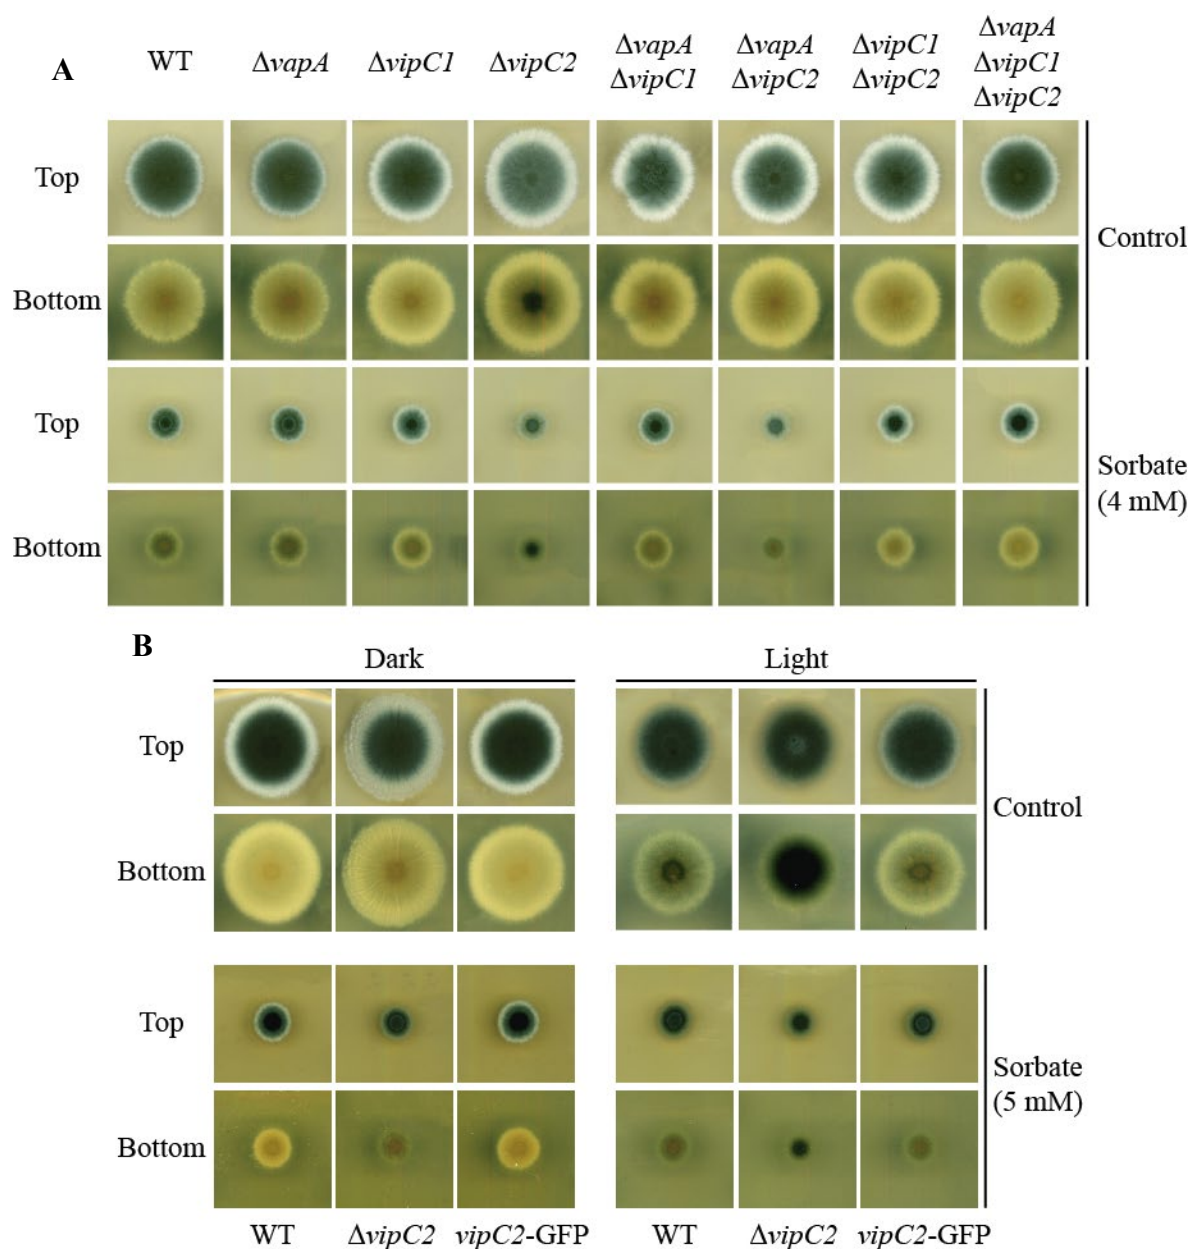 A
WT
ΔvapA
ΔvipC1
ΔvipC2
ΔvapA
ΔvipC1
ΔvapA
ΔvipC2
ΔvipC1
ΔvipC2
ΔvapA
ΔvipC1
ΔvipC2
Top
Bottom
Control
Top
Bottom
Sorbate
(4 mM)
B
Dark
Light
Top
Bottom
Control
Top
Bottom
Sorbate
(5 mM)
WT
ΔvipC2
vipC2-GFP
WT
ΔvipC2
vipC2-GFP